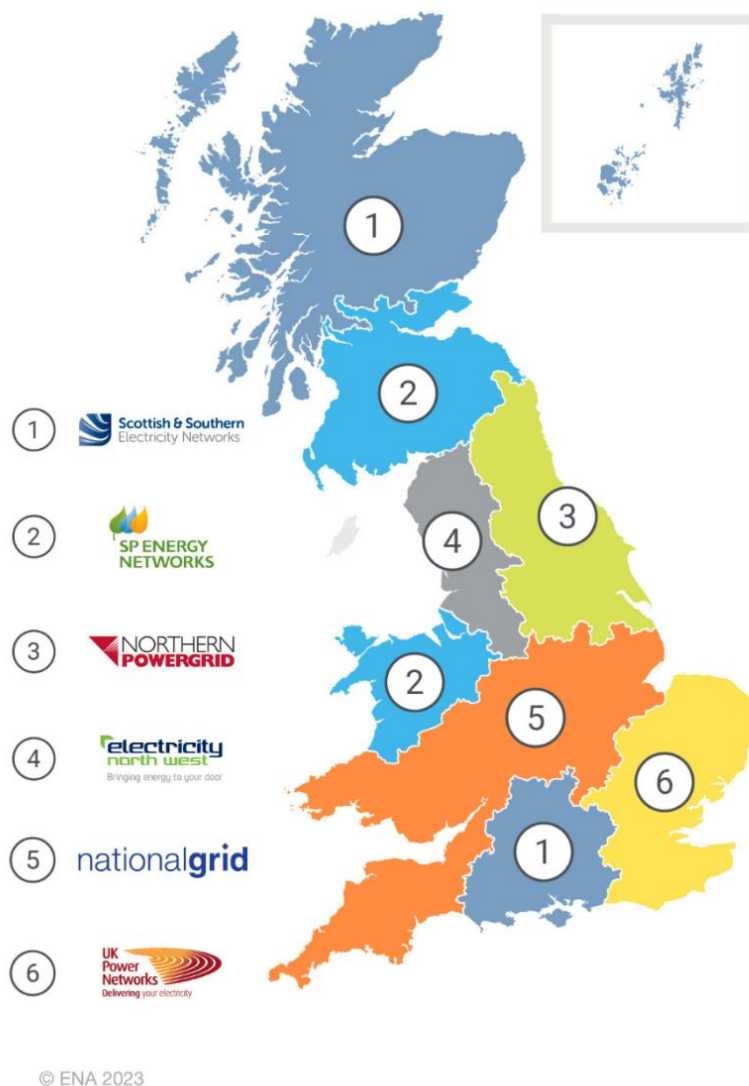 1
2
1
Scottish & Southern
Electricity Networks
3
4
2
SP ENERGY
NETWORKS
3
NORTHERN
POWERGRID
2
5
4
electricity
north west
Bringing energy to your door
6
1
5
nationalgrid
6
UK
Power
Networks
Delivering your electricity
© ENA 2023